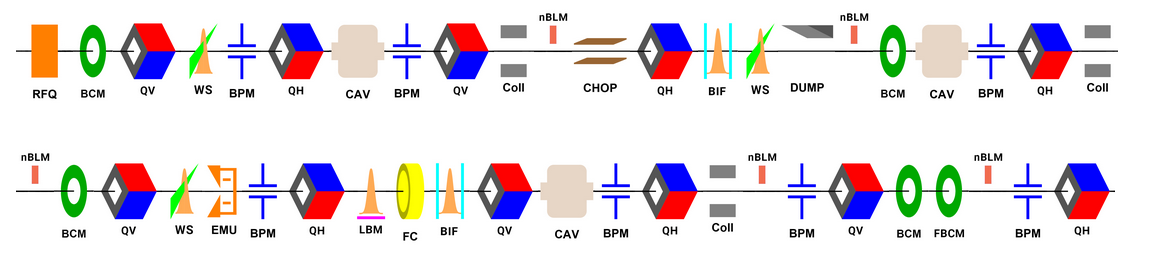 nBLM nBLM
RFQ BCM QV WS BPM QH CAV BPM QV Coll CHOP QH BIF WS DUMP BCM CAV BPM QH Coll
nBLM nBLM nBLM
BCM QV WS EMU BPM QH LBM FC BIF QV CAV BPM QH Coll BPM QV BCM FBCM BPM QH